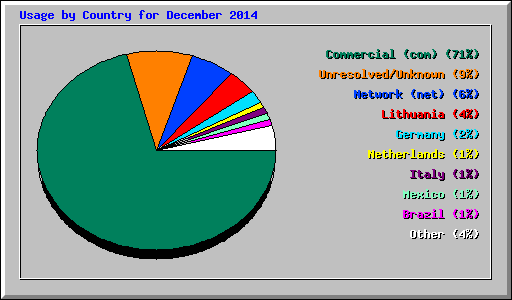 Usage by Country for December 2014
Commercial (com) (71%)
Unresolved/Unknown (9%)
Network (net) (6%)
Lithuania (4%)
Germany (2%)
Netherlands (1%)
Italy (1%)
Mexico (1%)
Brazil (1%)
Other (4%)